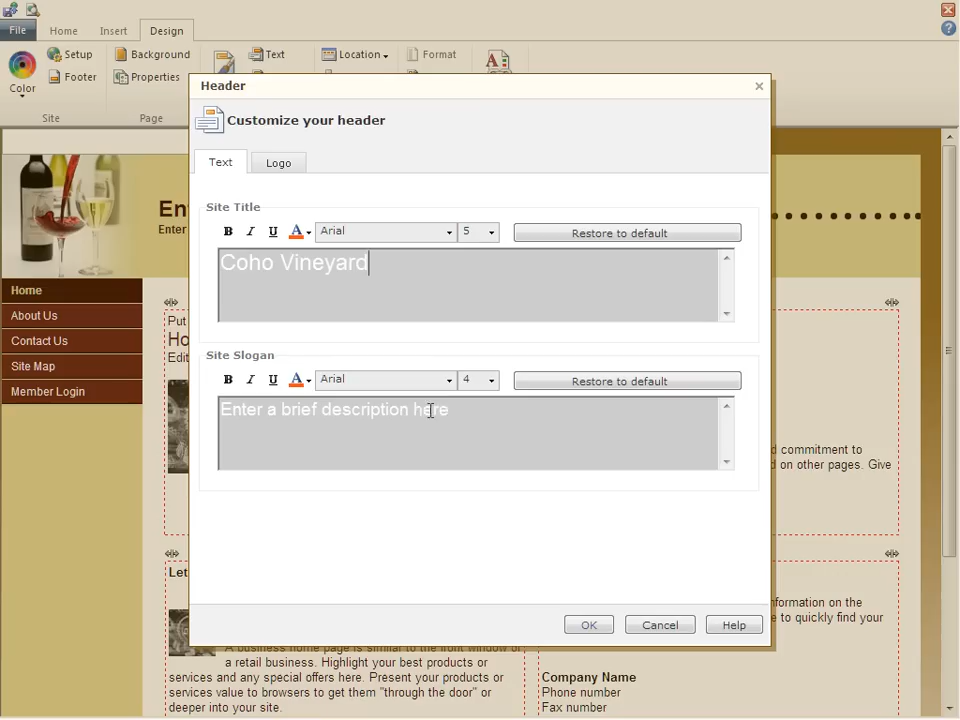 File
Home
Insert
Design
Setup
Background
Text
Location
Format
Color
Footer
Properties
Site
Page
Header
Customize your header
Text
Logo
Site Title
B I U A Arial 5 Restore to default
Coho Vineyard
Site Slogan
B I U A Arial 4 Restore to default
Enter a brief description here
OK
Cancel
Help
Ent
Enter
Home
About Us
Contact Us
Site Map
Member Login
Put
Ho
Edit
commitment to
d on other pages. Give
Let
A business home page is similar to the front window of
a retail business. Highlight your best products or
services and any special offers here. Present your products or
services value to browsers to get them "through the door" or
deeper into your site.
nformation on the
e to quickly find your
Company Name
Phone number
Fax number